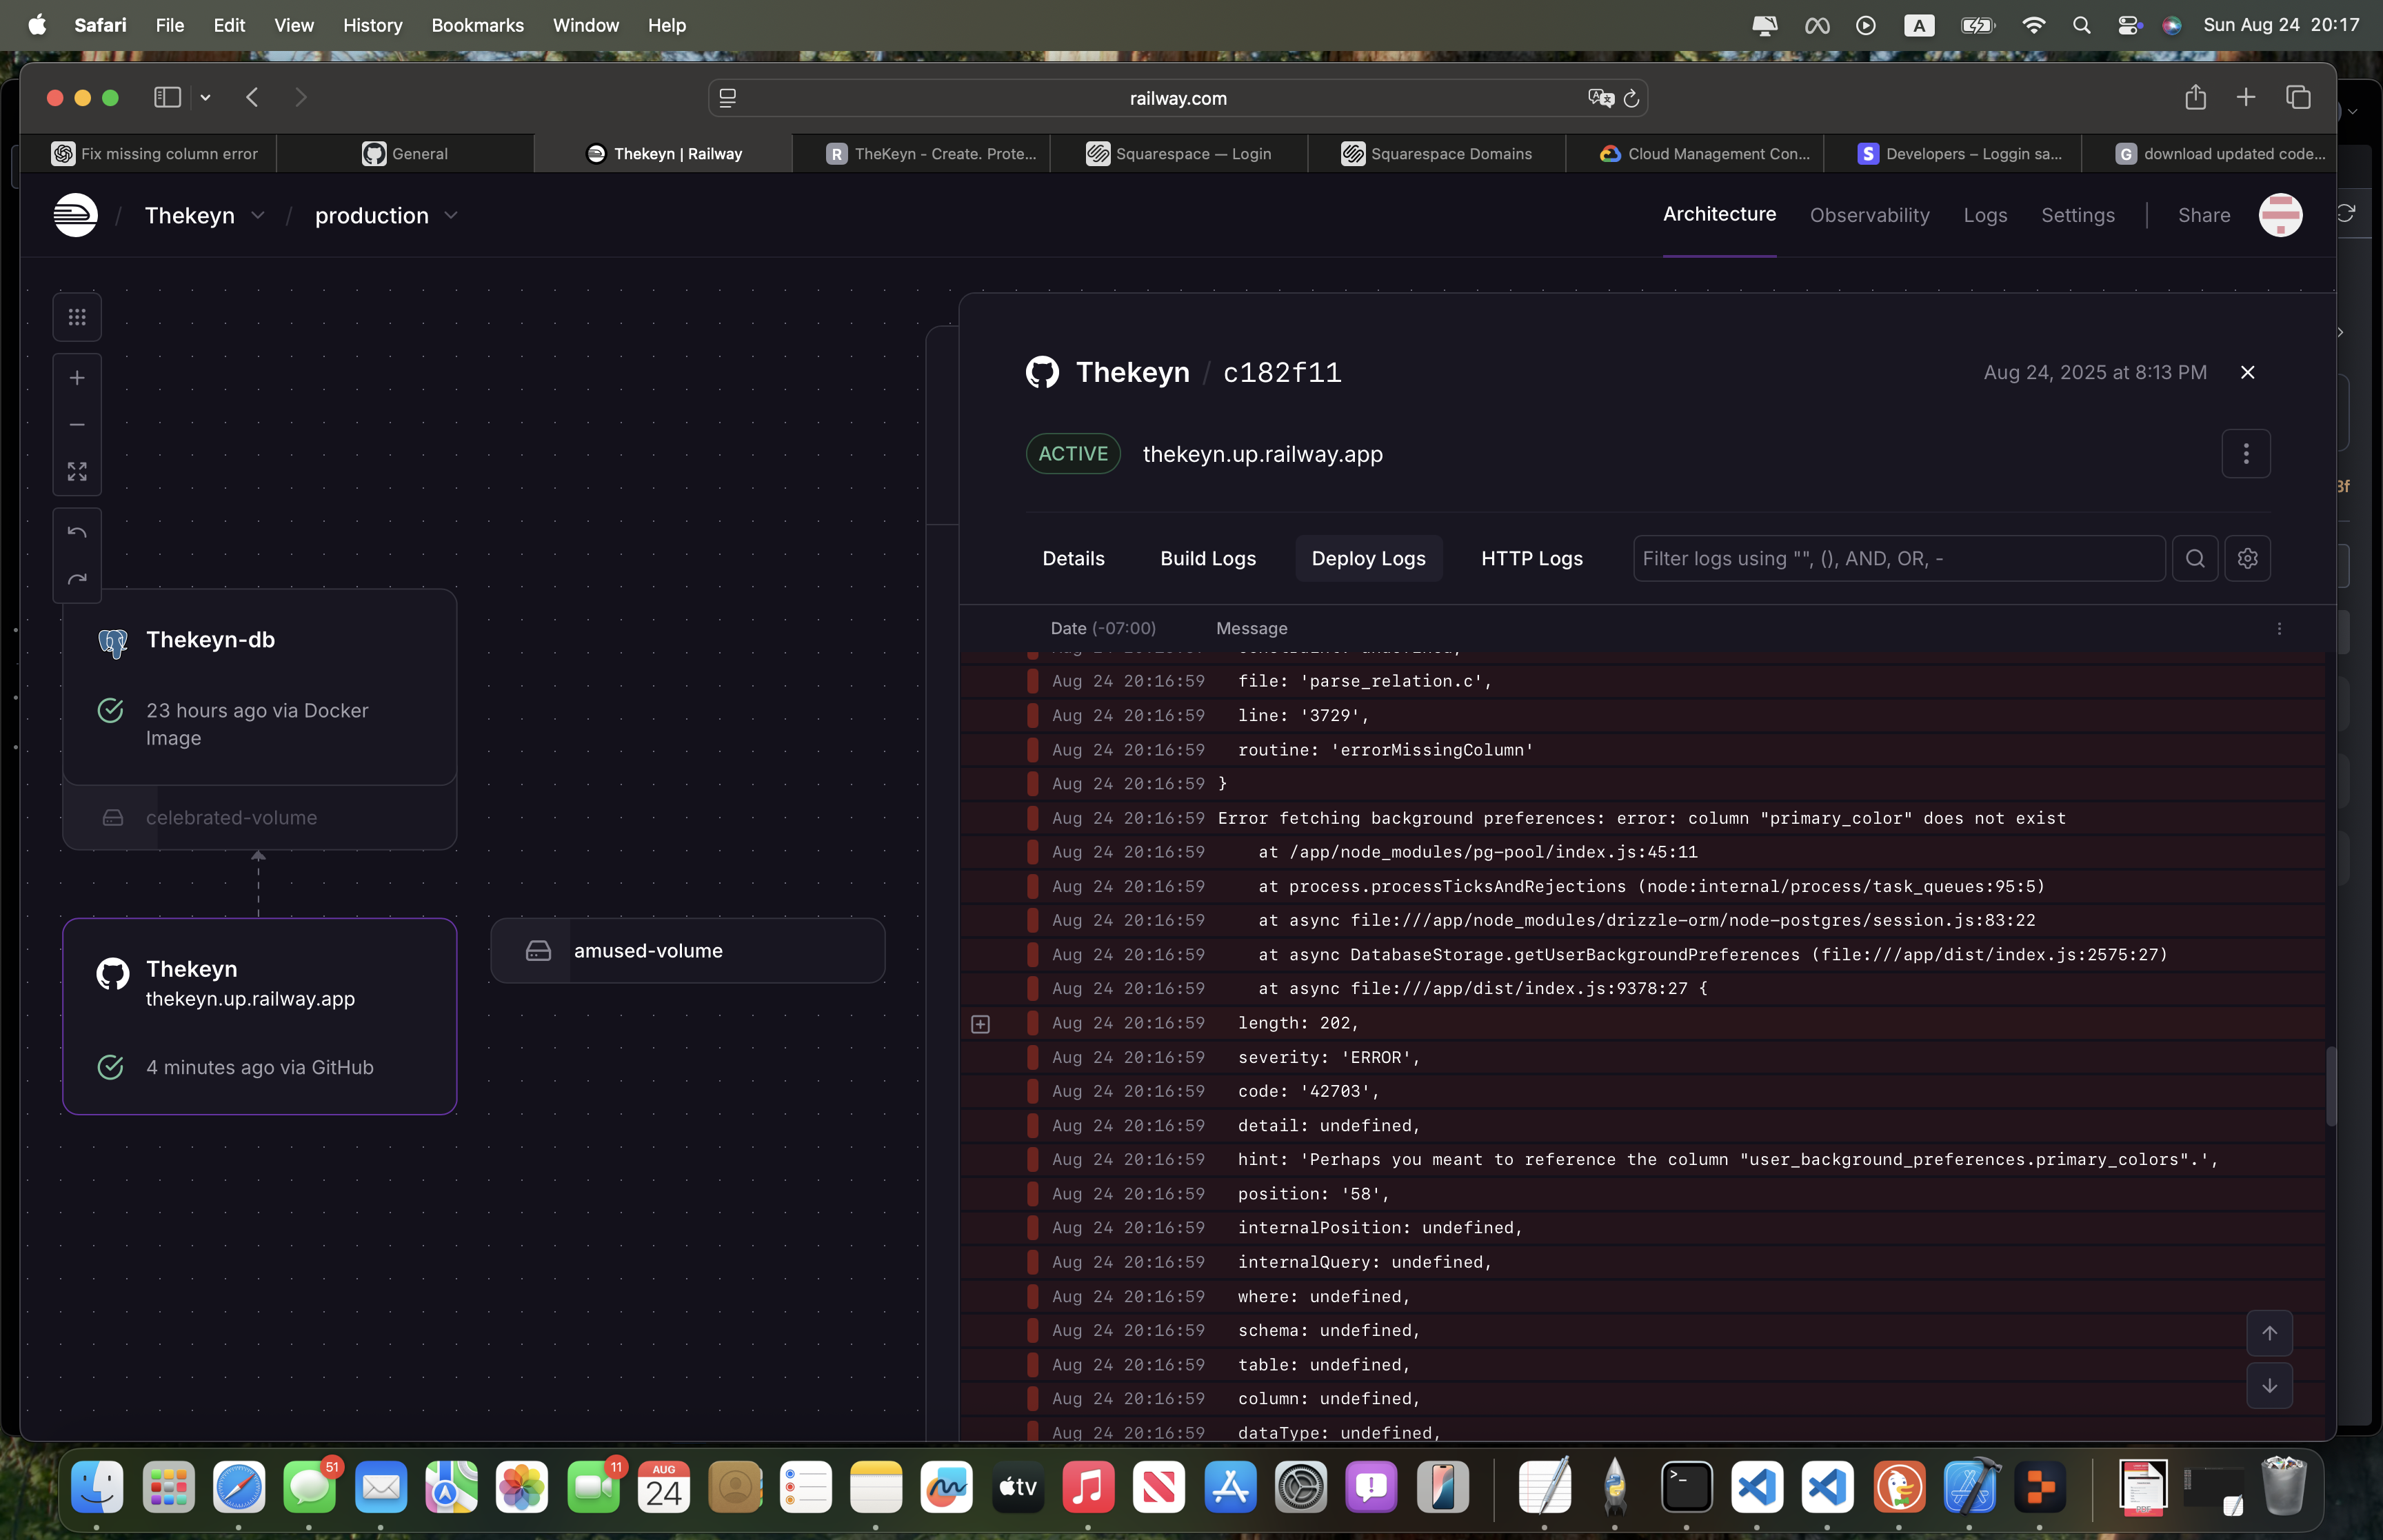 Safari File Edit View History Bookmarks Window Help A Sun Aug 24 20:17
railway.com
Fix missing column error General Thekeyn | Railway R TheKeyn - Create. Prote... Squarespace — Login Squarespace Domains Cloud Management Con... S Developers – Loggin sa... G download updated code...
/ Thekeyn / production Architecture Observability Logs Settings Share
Thekeyn / c182f11 Aug 24, 2025 at 8:13 PM
ACTIVE thekeyn.up.railway.app
3f
Details Build Logs Deploy Logs HTTP Logs Filter logs using "", (), AND, OR, -
Date (-07:00) Message
Thekeyn-db
23 hours ago via Docker
Image
celebrated-volume
Thekeyn
thekeyn.up.railway.app
4 minutes ago via GitHub
amused-volume
Aug 24 20:16:59 file: 'parse_relation.c',
Aug 24 20:16:59 line: '3729',
Aug 24 20:16:59 routine: 'errorMissingColumn'
Aug 24 20:16:59 }
Aug 24 20:16:59 Error fetching background preferences: error: column "primary_color" does not exist
Aug 24 20:16:59 at /app/node_modules/pg-pool/index.js:45:11
Aug 24 20:16:59 at process.processTicksAndRejections (node:internal/process/task_queues:95:5)
Aug 24 20:16:59 at async file:///app/node_modules/drizzle-orm/node-postgres/session.js:83:22
Aug 24 20:16:59 at async DatabaseStorage.getUserBackgroundPreferences (file:///app/dist/index.js:2575:27)
Aug 24 20:16:59 at async file:///app/dist/index.js:9378:27 {
Aug 24 20:16:59 length: 202,
Aug 24 20:16:59 severity: 'ERROR',
Aug 24 20:16:59 code: '42703',
Aug 24 20:16:59 detail: undefined,
Aug 24 20:16:59 hint: 'Perhaps you meant to reference the column "user_background_preferences.primary_colors".',
Aug 24 20:16:59 position: '58',
Aug 24 20:16:59 internalPosition: undefined,
Aug 24 20:16:59 internalQuery: undefined,
Aug 24 20:16:59 where: undefined,
Aug 24 20:16:59 schema: undefined,
Aug 24 20:16:59 table: undefined,
Aug 24 20:16:59 column: undefined,
Aug 24 20:16:59 dataType: undefined,
51 11 AUG 24 tv